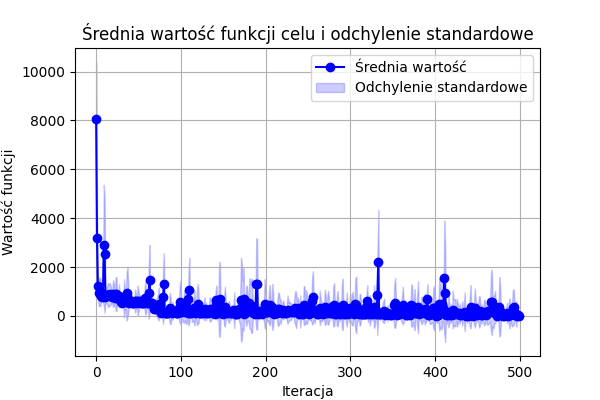 Średnia wartość funkcji celu i odchylenie standardowe
Średnia wartość
Odchylenie standardowe
Wartość funkcji
10000
8000
6000
4000
2000
0
0 100 200 300 400 500
Iteracja